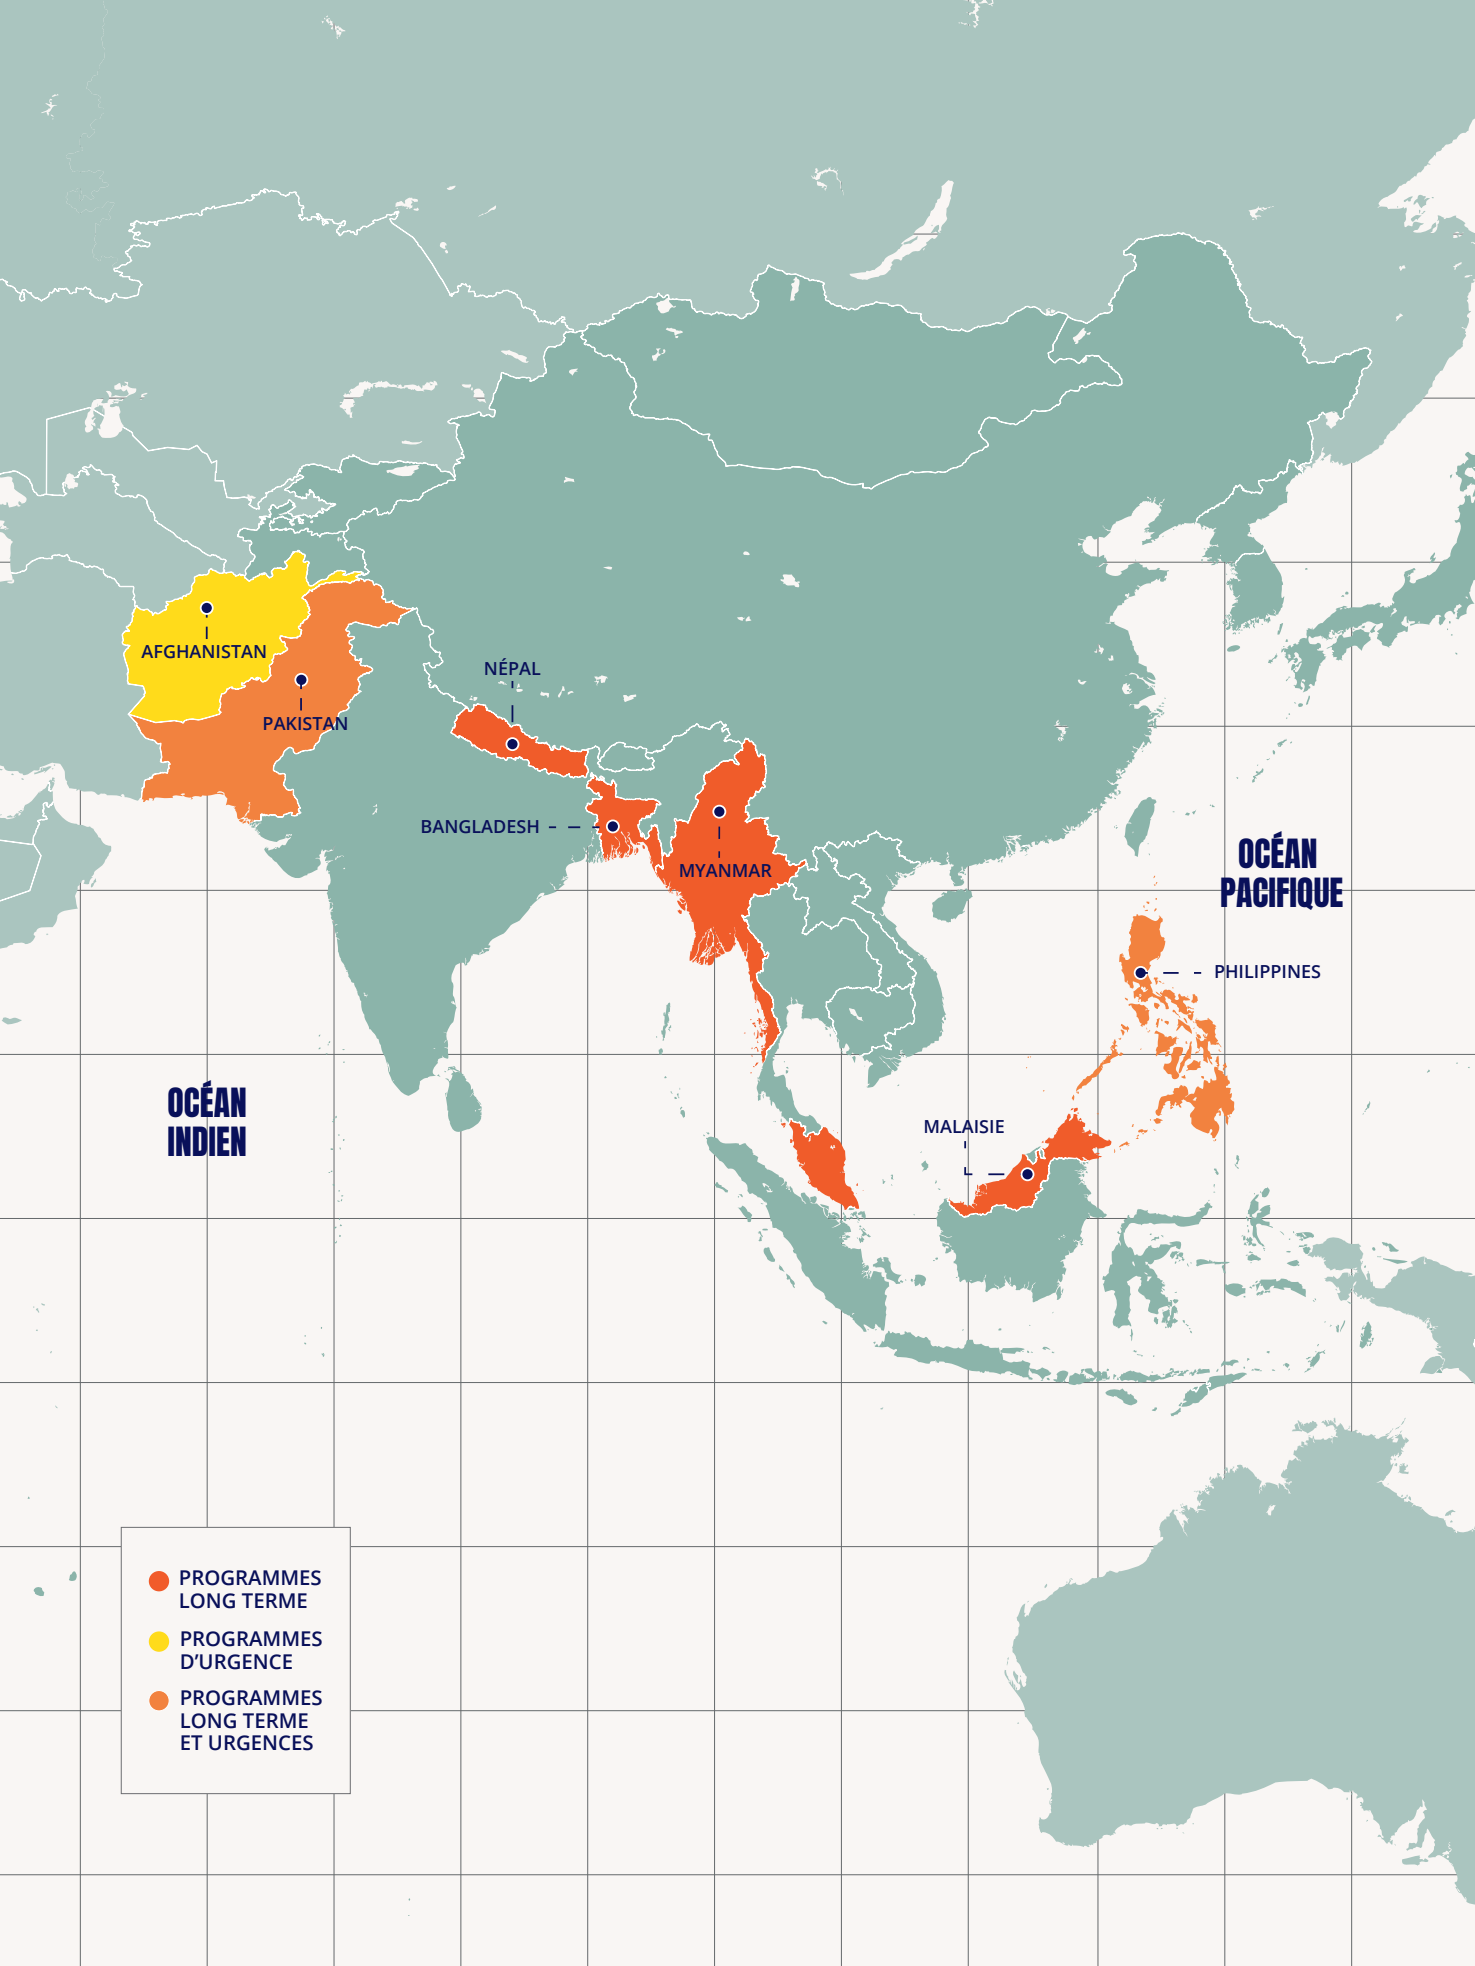 AFGHANISTAN
NÉPAL
PAKISTAN
BANGLADESH
MYANMAR
OCÉAN
PACIFIQUE
PHILIPPINES
OCÉAN
INDIEN
MALAISIE
PROGRAMMES
LONG TERME
PROGRAMMES
D'URGENCE
PROGRAMMES
LONG TERME
ET URGENCES